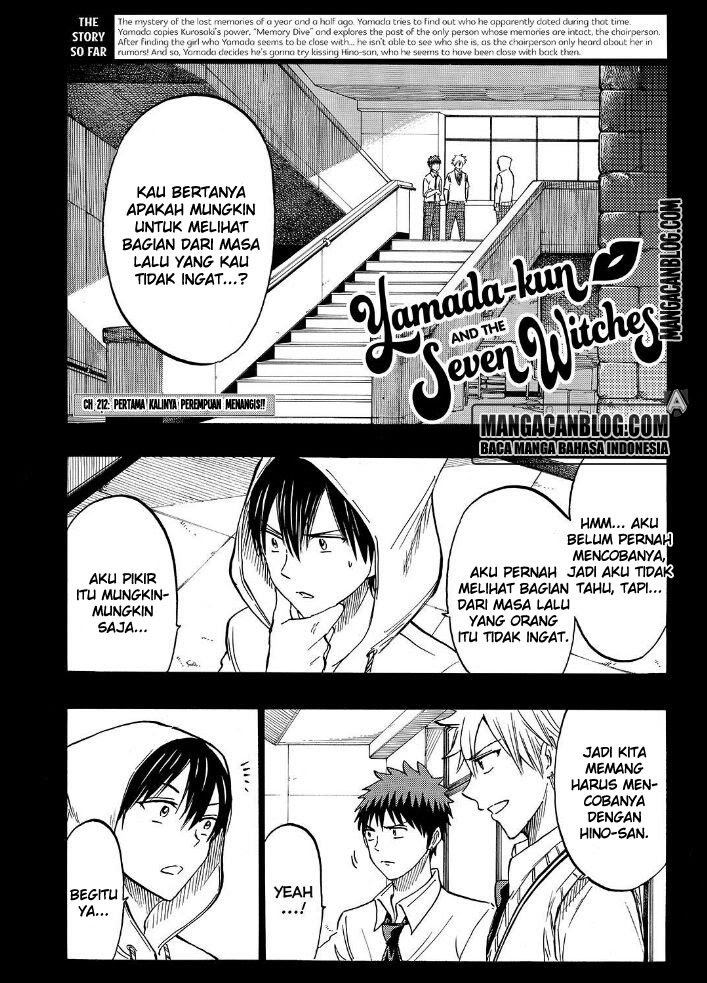 THE
STORY
SO FAR
The mystery of the lost memories of a year and a half ago. Yamada tries to find out who he apparently dated during that time.
Yamada copies Kurosaki's power, "Memory Dive" and explores the past of the only person whose memories are intact, the chairperson.
After finding the girl who Yamada seems to be close with... he isn't able to see who she is, as the chairperson only heard about her in
rumors! And so, Yamada decides he's gonna try kissing Hino-san, who he seems to have been close with back then.
KAU BERTANYA
APAKAH MUNGKIN
UNTUK MELIHAT
BAGIAN DARI MASA
LALU YANG KAU
TIDAK INGAT...?
MANGACANBLOG.COM
Yamada-kun
AND THE
Seven Witches
CH 212: PERTAMA KALINYA PEREMPUAN MENANGIS!!
MANGACANBLOG.COM
BACA MANGA BAHASA INDONESIA
HMM... AKU
BELUM PERNAH
MENCOBANYA,
JADI AKU TIDAK
TAHU, TAPI...
AKU PERNAH
MELIHAT BAGIAN
DARI MASA LALU
YANG ORANG
ITU TIDAK INGAT.
AKU PIKIR
ITU MUNGKIN-
MUNGKIN
SAJA...
JADI KITA
MEMANG
HARUS MEN-
COBANYA
DENGAN
HINO-SAN.
YEAH
...!
BEGITU
YA...